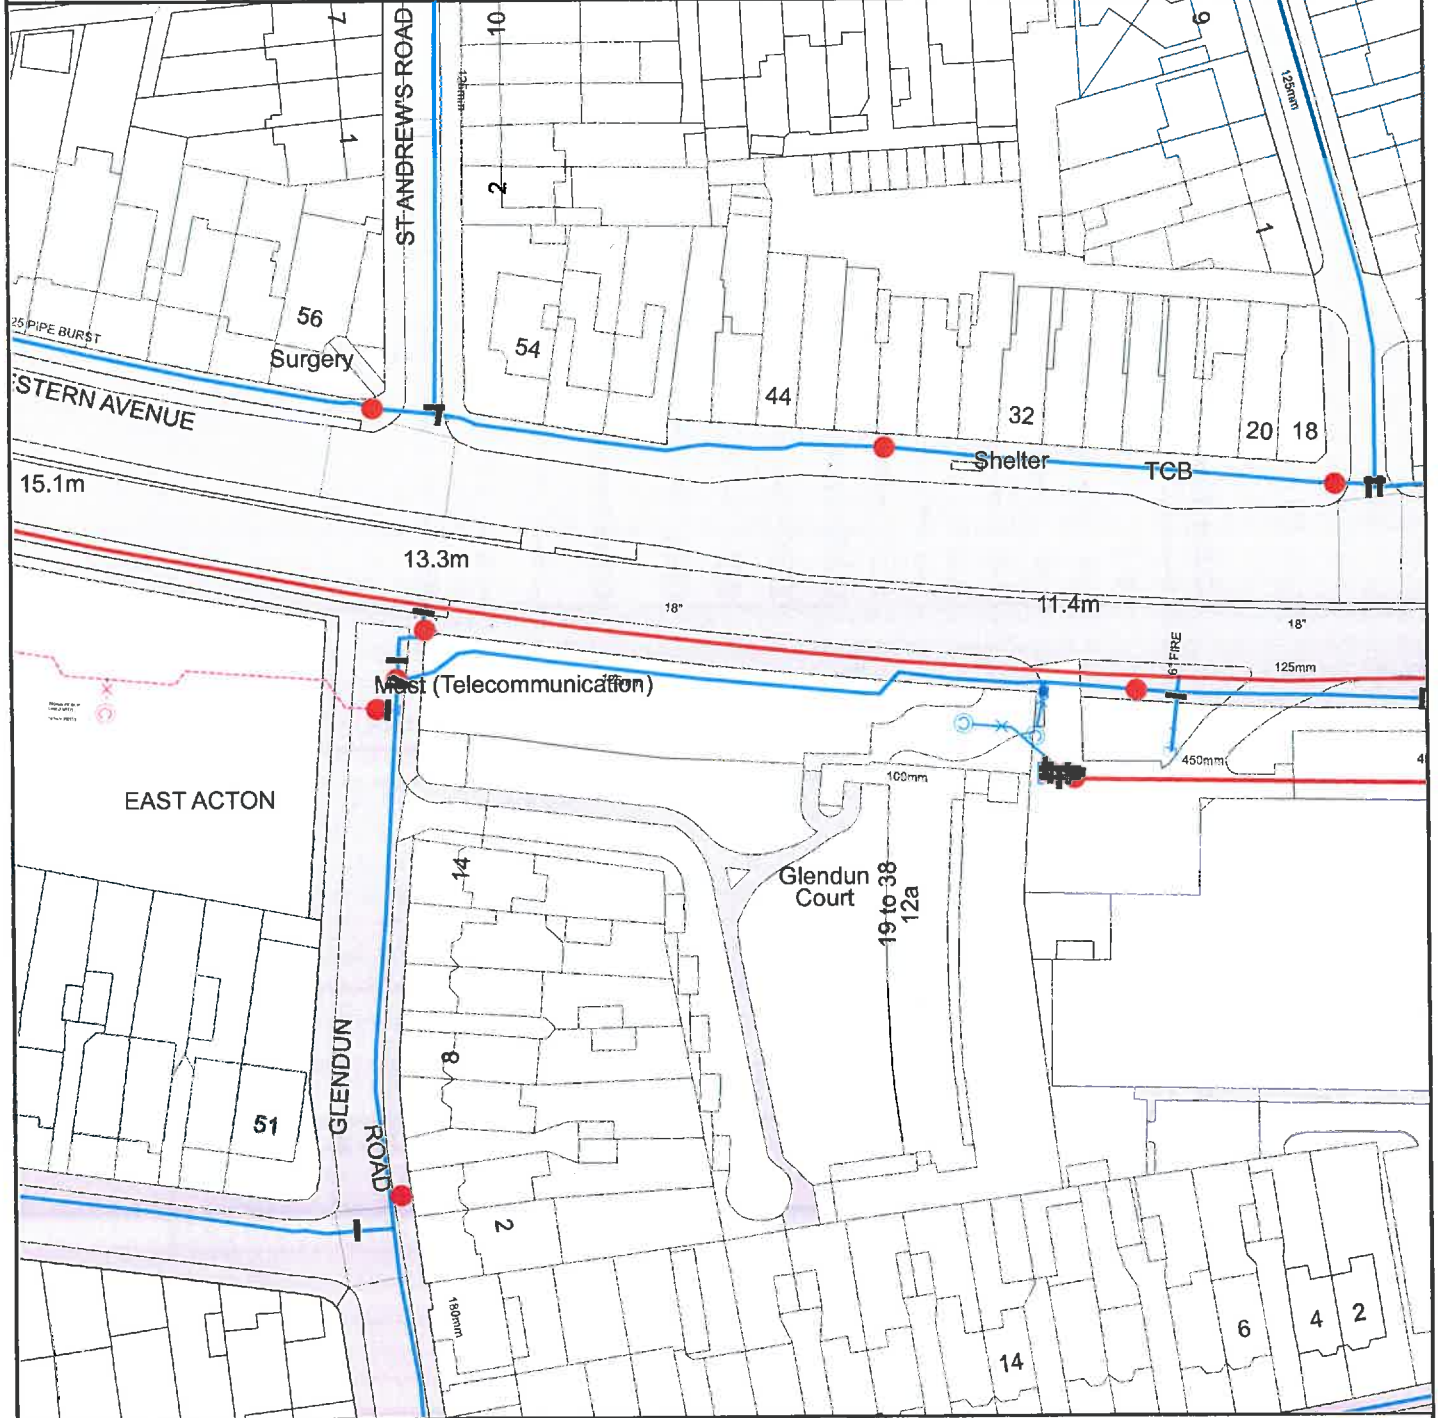 7
ST ANDREW'S ROAD
10
125mm
9
125mm
1
2
1
56
Surgery
25 PIPE BURST
54
44
32
20
18
STERN AVENUE
Shelter
TCB
15.1m
13.3m
18"
11.4m
18"
6" FIRE
125mm
Mast (Telecommunication)
450mm
100mm
EAST ACTON
14
Glendun
Court
19 to 38
12a
GLENDUN
ROAD
8
51
2
180mm
14
6
4
2